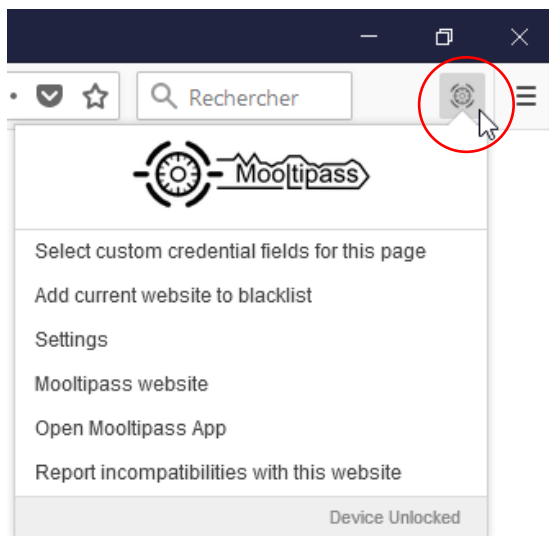 Rechercher
Mooltipass
Select custom credential fields for this page
Add current website to blacklist
Settings
Mooltipass website
Open Mooltipass App
Report incompatibilities with this website
Device Unlocked